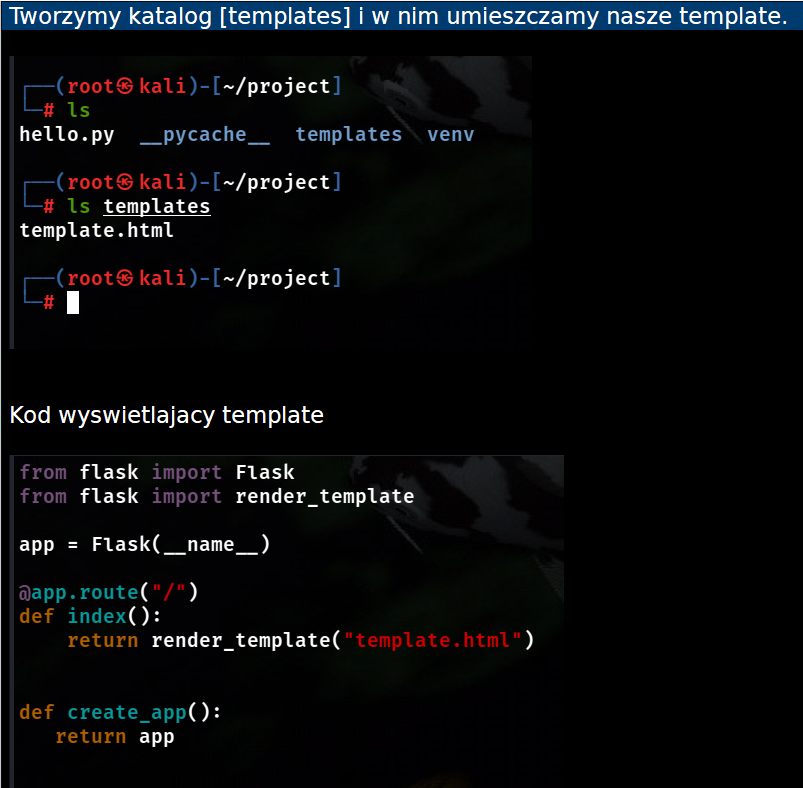 Tworzymy katalog [templates] i w nim umieszczamy nasze template.
┌──(root㉿kali)-[~/project]
└─# ls
hello.py  __pycache__  templates  venv
┌──(root㉿kali)-[~/project]
└─# ls templates
template.html
┌──(root㉿kali)-[~/project]
└─#
Kod wyswietlajacy template
from flask import Flask
from flask import render_template
app = Flask(__name__)
@app.route("/")
def index():
    return render_template("template.html")
def create_app():
   return app